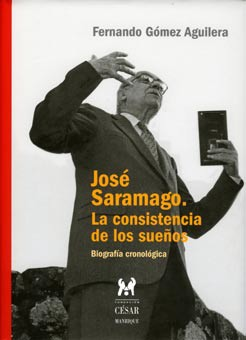 Fernando Gómez Aguilera
José
Saramago.
La consistencia
de los sueños
Biografía cronológica
FUNDACIÓN
CÉSAR
MANRIQUE